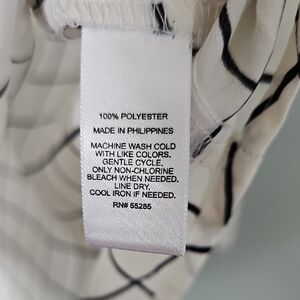 100% POLYESTER
MADE IN PHILIPPINES
MACHINE WASH COLD
WITH LIKE COLORS.
GENTLE CYCLE.
ONLY NON-CHLORINE
BLEACH WHEN NEEDED.
LINE DRY.
COOL IRON IF NEEDED.
RN# 55285